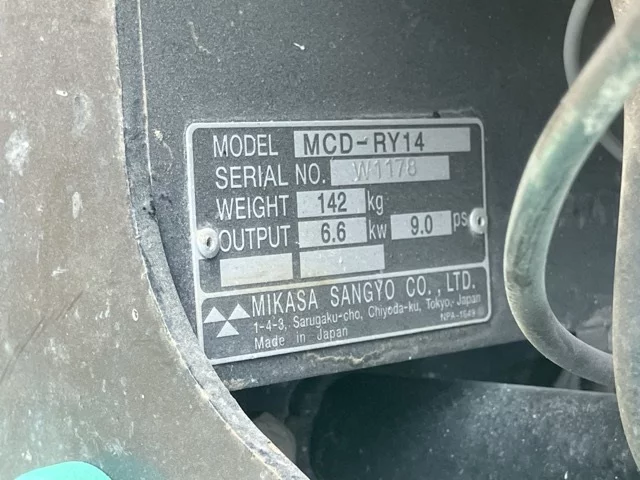 MODEL MCD-RY14
SERIAL NO. W1178
WEIGHT 142 kg
OUTPUT 6.6 kw 9.0 ps
MIKASA SANGYO CO., LTD.
1-4-3, Sarugaku-cho, Chiyoda-ku, Tokyo, Japan
Made in Japan NPA-1549